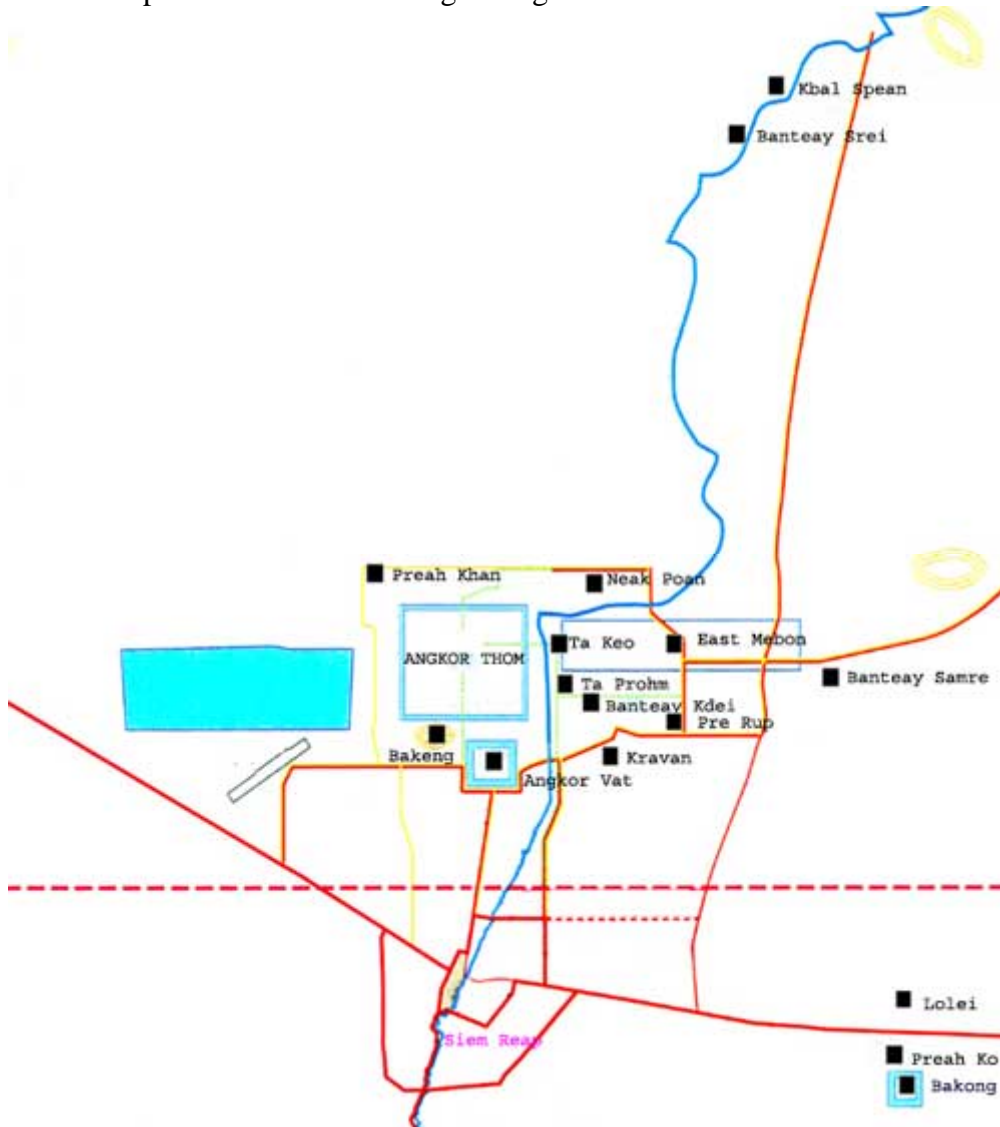 Kbal Spean
Banteay Srei
Preah Khan
Neak Poan
Ta Keo
East Mebon
ANGKOR THOM
Banteay Samre
Ta Prohm
Banteay Kdei
Pre Rup
Bakeng
Kravan
Angkor Vat
Lolei
Siem Reap
Preah Ko
Bakong